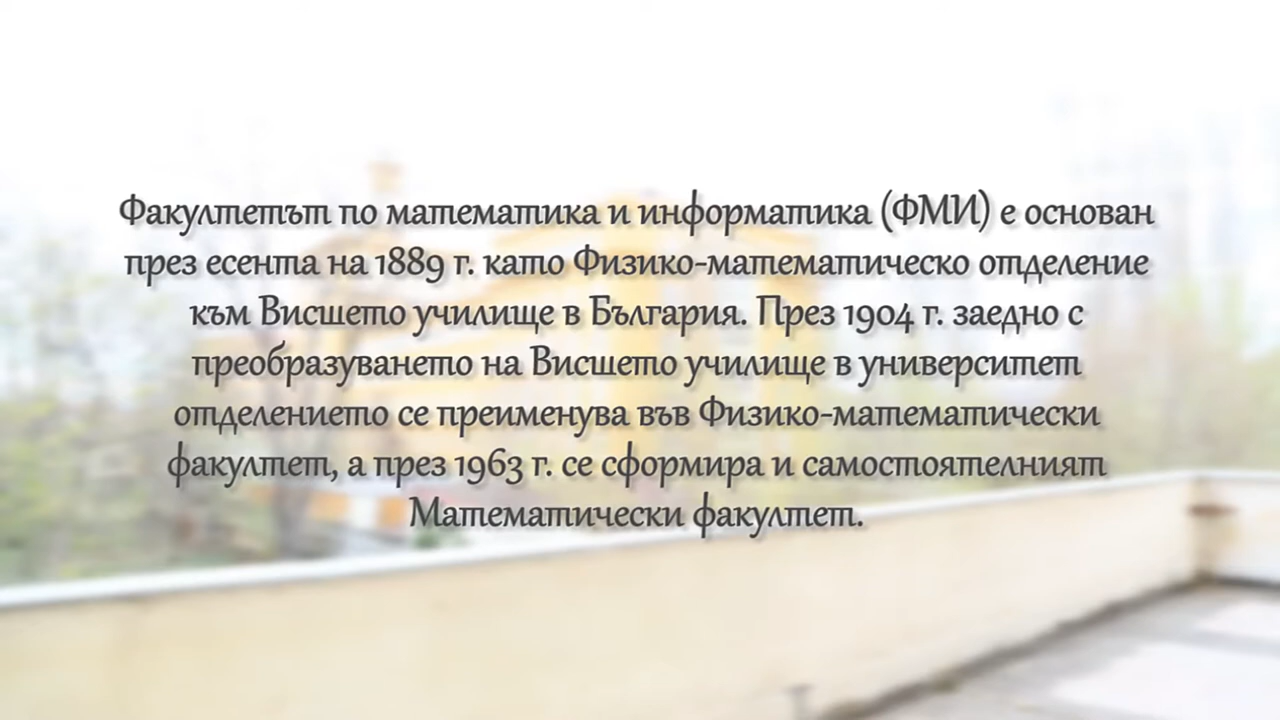 Факултетът по математика и информатика (ФМИ) е основан
през есента на 1889 г. като Физико-математическо отделение
към Висшето училище в България. През 1904 г. заедно с
преобразуването на Висшето училище в университет
отделението се преименува във Физико-математически
факултет, а през 1963 г. се сформира и самостоятелният
Математически факултет.